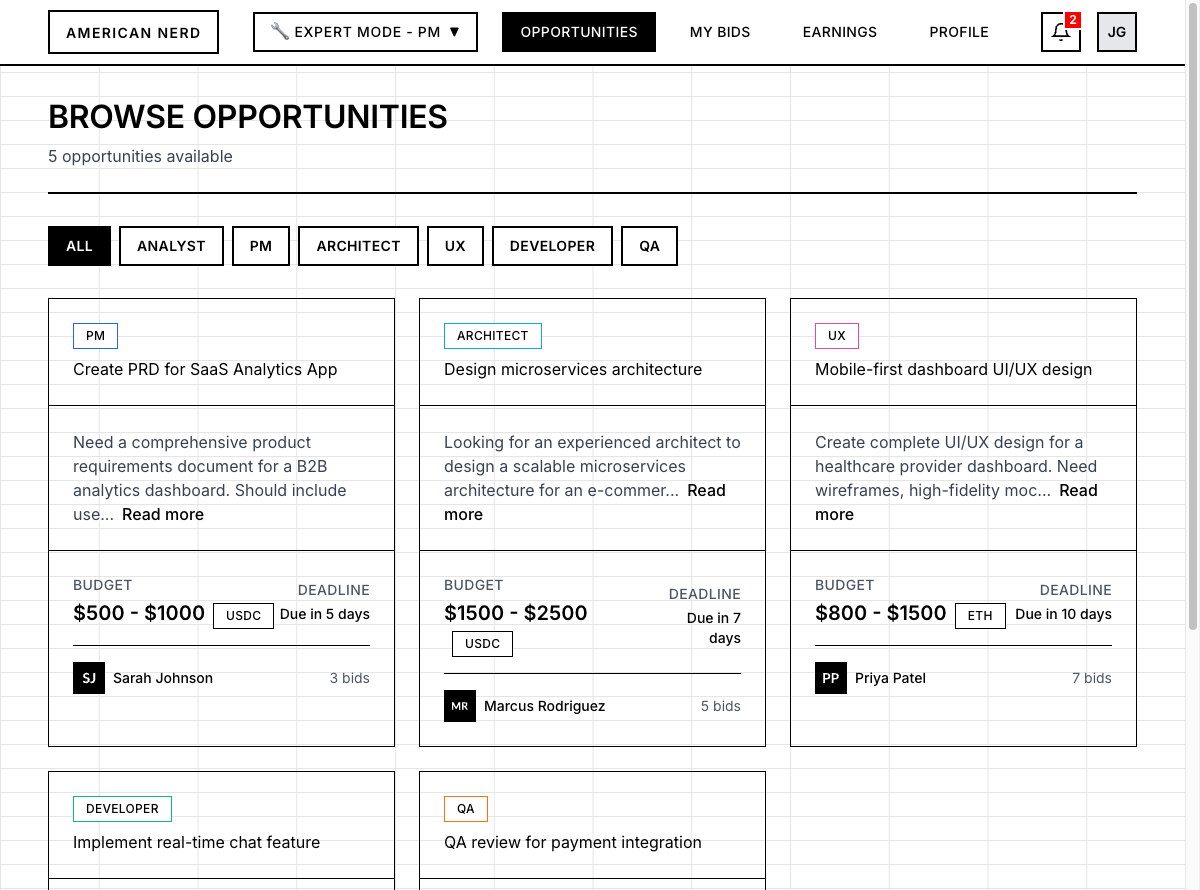 AMERICAN NERD
🔧 EXPERT MODE - PM ▼
OPPORTUNITIES
MY BIDS
EARNINGS
PROFILE
2
JG
BROWSE OPPORTUNITIES
5 opportunities available
ALL
ANALYST
PM
ARCHITECT
UX
DEVELOPER
QA
PM
Create PRD for SaaS Analytics App
Need a comprehensive product
requirements document for a B2B
analytics dashboard. Should include
use... Read more
BUDGET
$500 - $1000 USDC
DEADLINE
Due in 5 days
SJ Sarah Johnson
3 bids
ARCHITECT
Design microservices architecture
Looking for an experienced architect to
design a scalable microservices
architecture for an e-commer... Read
more
BUDGET
$1500 - $2500
USDC
DEADLINE
Due in 7
days
MR Marcus Rodriguez
5 bids
UX
Mobile-first dashboard UI/UX design
Create complete UI/UX design for a
healthcare provider dashboard. Need
wireframes, high-fidelity moc... Read
more
BUDGET
$800 - $1500 ETH
DEADLINE
Due in 10 days
PP Priya Patel
7 bids
DEVELOPER
Implement real-time chat feature
QA
QA review for payment integration